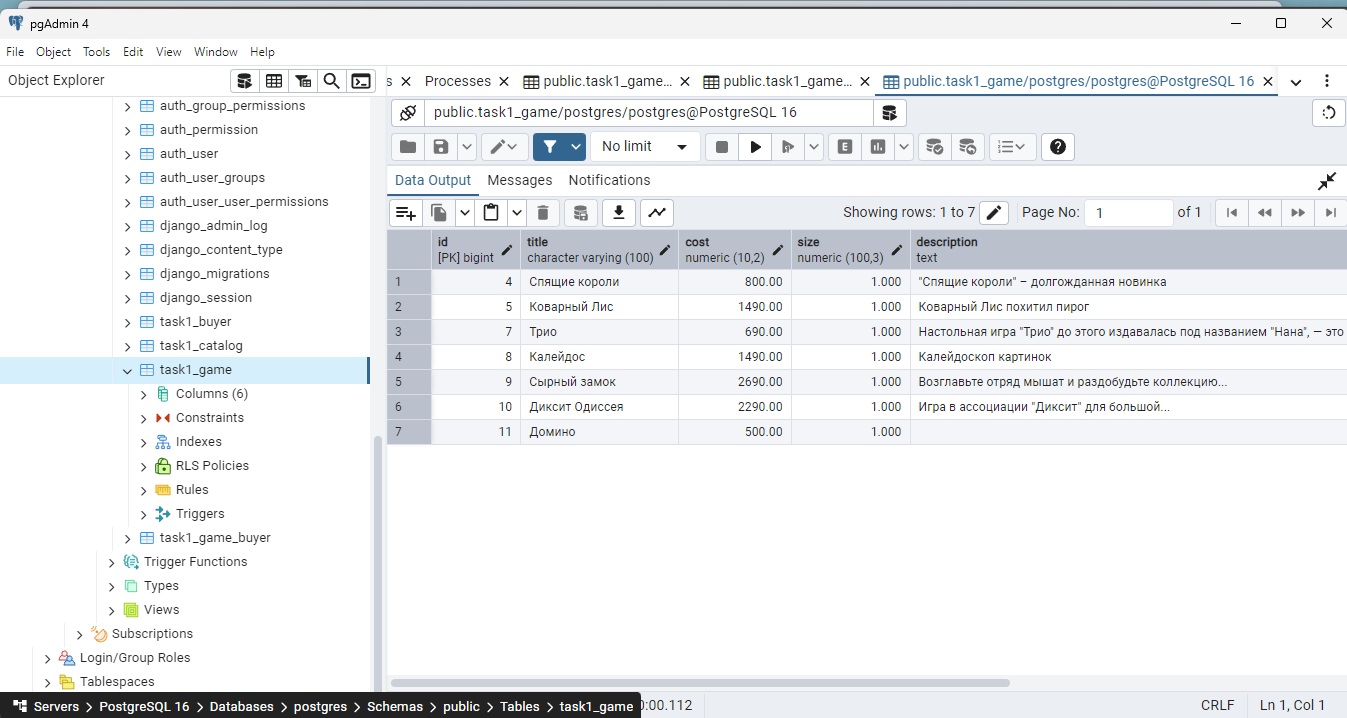 pgAdmin 4
File Object Tools Edit View Window Help
Object Explorer
auth_group_permissions
auth_permission
auth_user
auth_user_groups
auth_user_user_permissions
django_admin_log
django_content_type
django_migrations
django_session
task1_buyer
task1_catalog
task1_game
Columns (6)
Constraints
Indexes
RLS Policies
Rules
Triggers
task1_game_buyer
Trigger Functions
Types
Views
Subscriptions
Login/Group Roles
Tablespaces
Servers > PostgreSQL 16 > Databases > postgres > Schemas > public > Tables > task1_game
s Processes public.task1_game... public.task1_game... public.task1_game/postgres/postgres@PostgreSQL 16
public.task1_game/postgres/postgres@PostgreSQL 16
No limit E
Data Output Messages Notifications
Showing rows: 1 to 7 Page No: 1 of 1
id title cost size description
[PK] bigint character varying (100) numeric (10,2) numeric (100,3) text
1 4 Спящие короли 800.00 1.000 "Спящие короли" – долгожданная новинка
2 5 Коварный Лис 1490.00 1.000 Коварный Лис похитил пирог
3 7 Трио 690.00 1.000 Настольная игра "Трио" до этого издавалась под названием "Нана", — это
4 8 Калейдос 1490.00 1.000 Калейдоскоп картинок
5 9 Сырный замок 2690.00 1.000 Возглавьте отряд мышат и раздобудьте коллекцию...
6 10 Диксит Одиссея 2290.00 1.000 Игра в ассоциации "Диксит" для большой...
7 11 Домино 500.00 1.000
:00.112 CRLF Ln 1, Col 1